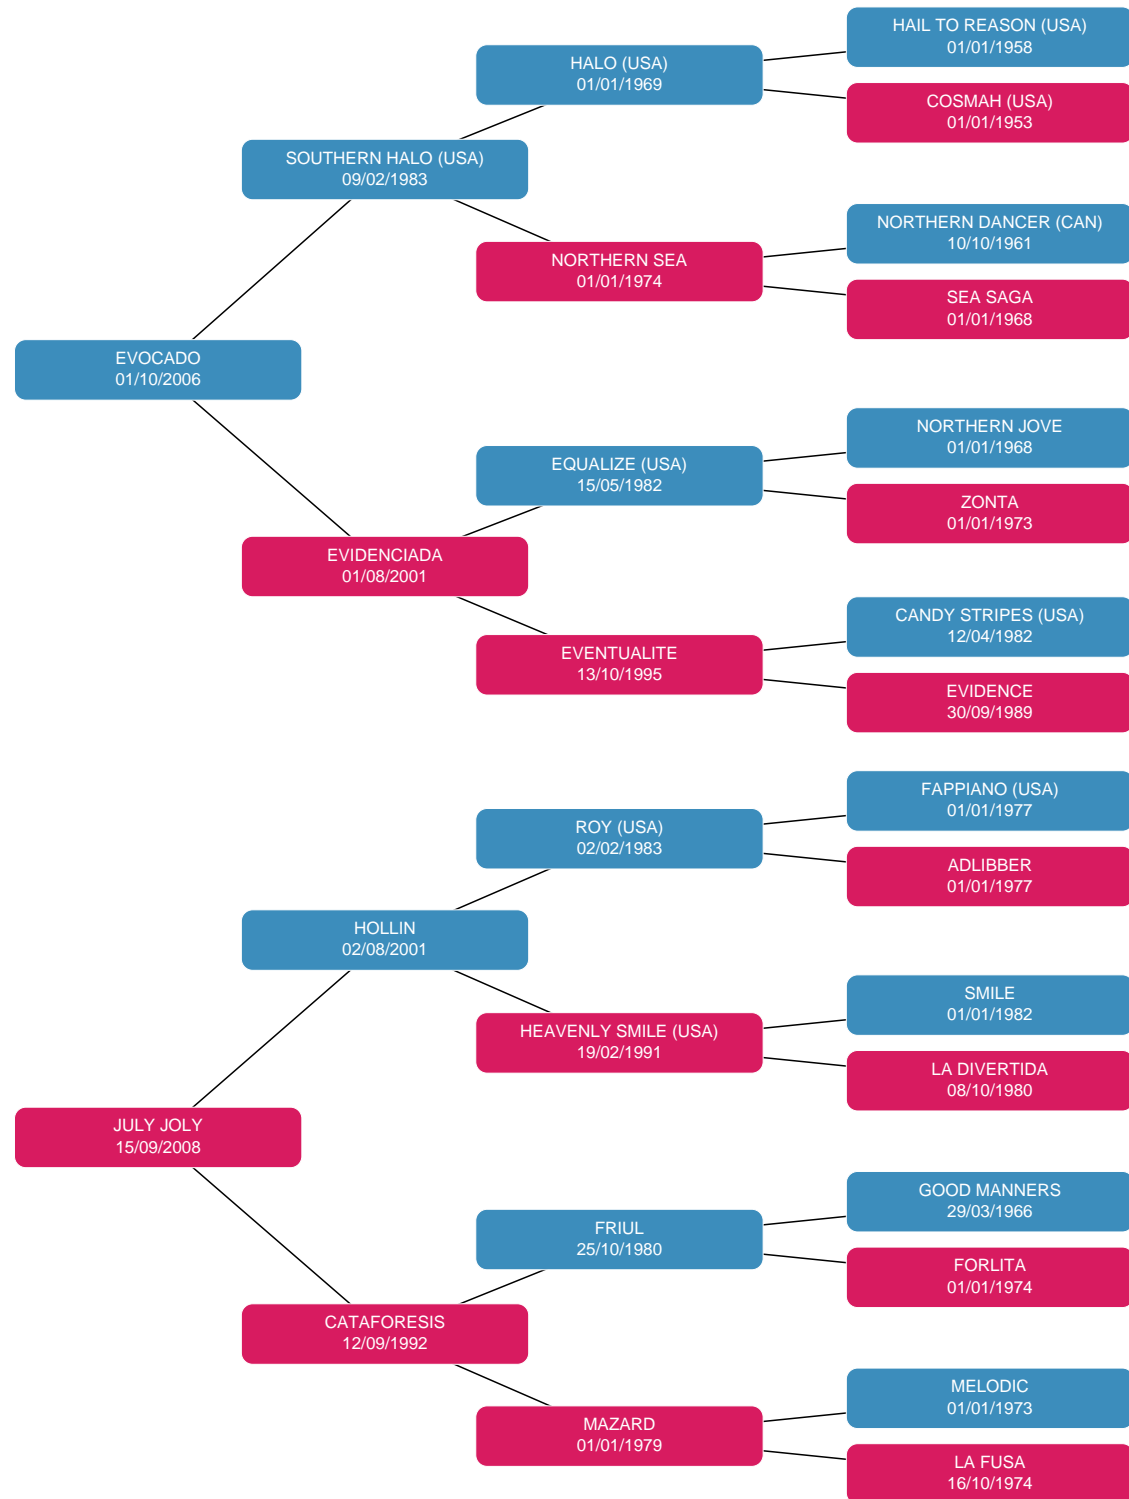 HAIL TO REASON (USA)
01/01/1958
HALO (USA)
01/01/1969
COSMAH (USA)
01/01/1953
SOUTHERN HALO (USA)
09/02/1983
NORTHERN DANCER (CAN)
10/10/1961
NORTHERN SEA
01/01/1974
SEA SAGA
01/01/1968
EVOCADO
01/10/2006
NORTHERN JOVE
01/01/1968
EQUALIZE (USA)
15/05/1982
ZONTA
01/01/1973
EVIDENCIADA
01/08/2001
CANDY STRIPES (USA)
12/04/1982
EVENTUALITE
13/10/1995
EVIDENCE
30/09/1989
FAPPIANO (USA)
01/01/1977
ROY (USA)
02/02/1983
ADLIBBER
01/01/1977
HOLLIN
02/08/2001
SMILE
01/01/1982
HEAVENLY SMILE (USA)
19/02/1991
LA DIVERTIDA
08/10/1980
JULY JOLY
15/09/2008
GOOD MANNERS
29/03/1966
FRIUL
25/10/1980
FORLITA
01/01/1974
CATAFORESIS
12/09/1992
MELODIC
01/01/1973
MAZARD
01/01/1979
LA FUSA
16/10/1974